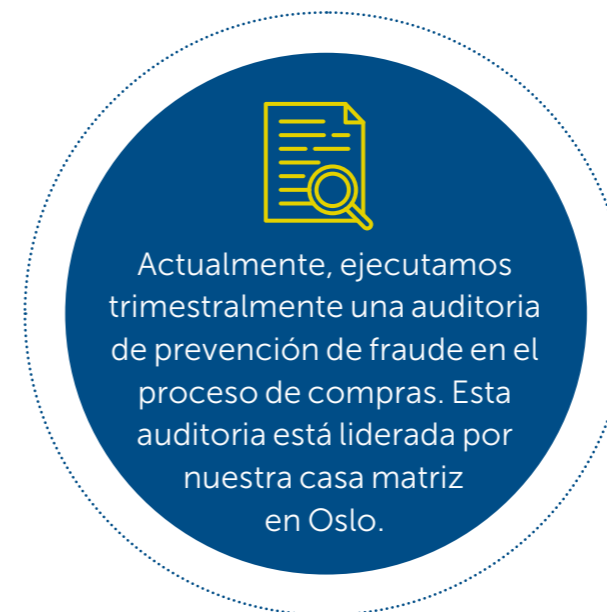 Actualmente, ejecutamos
trimestralmente una auditoria
de prevención de fraude en el
proceso de compras. Esta
auditoria está liderada por
nuestra casa matriz
en Oslo.